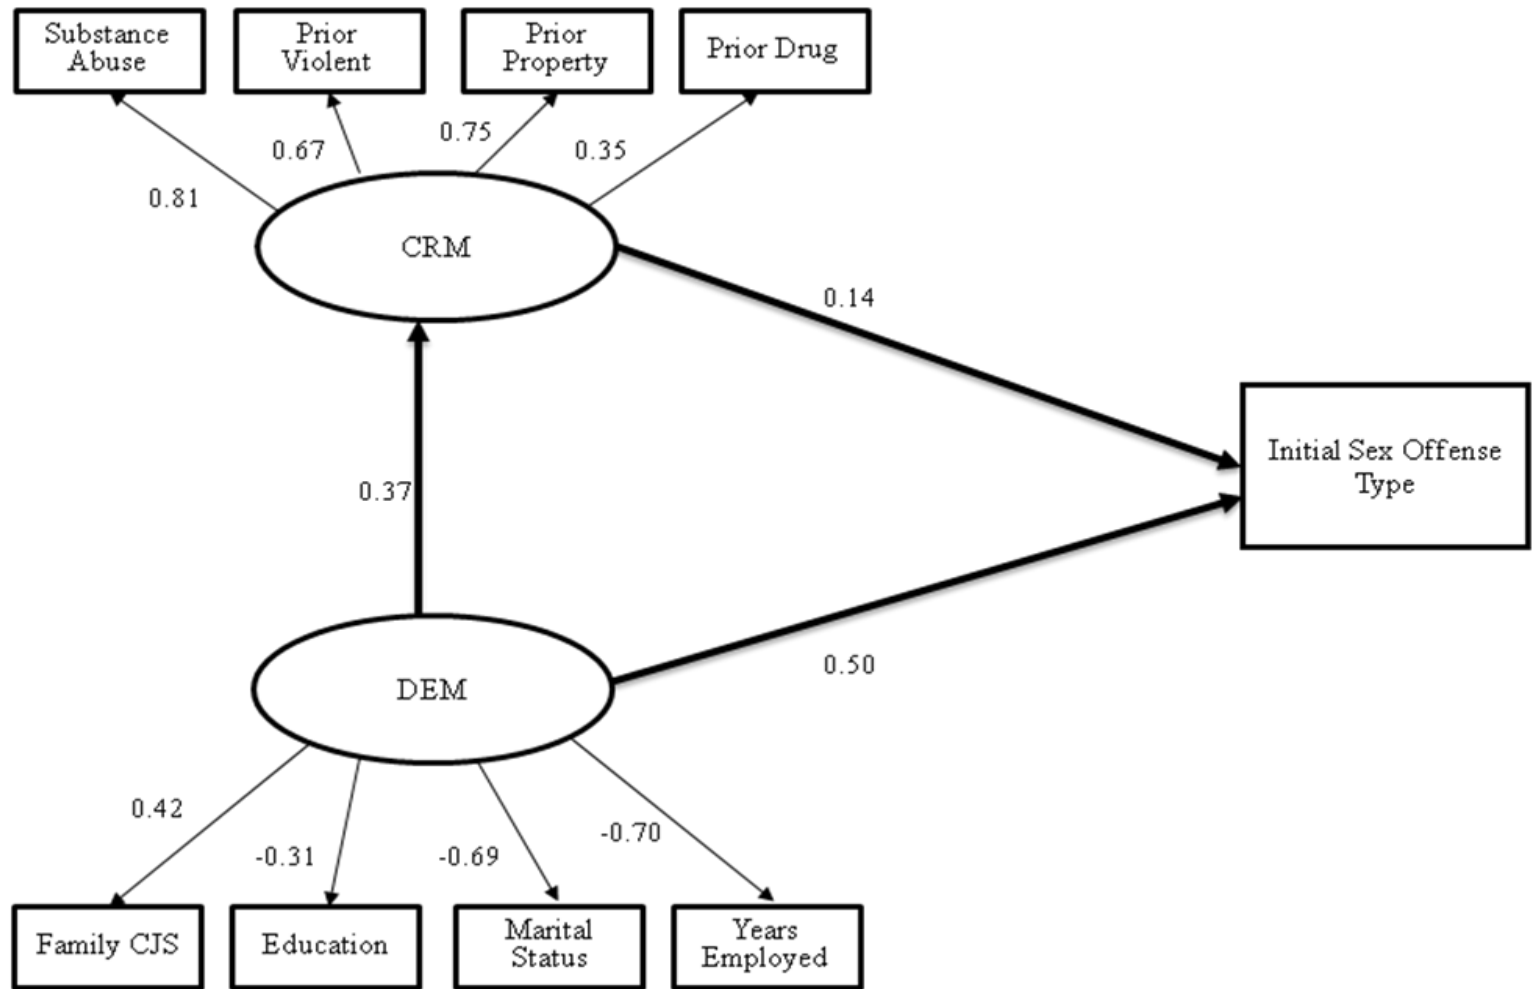 Substance
Abuse
Prior
Violent
Prior
Property
Prior Drug
0.81
0.67
0.75
0.35
CRM
0.14
0.37
Initial Sex Offense
Type
DEM
0.50
0.42
-0.31
-0.69
-0.70
Family CJS
Education
Marital
Status
Years
Employed